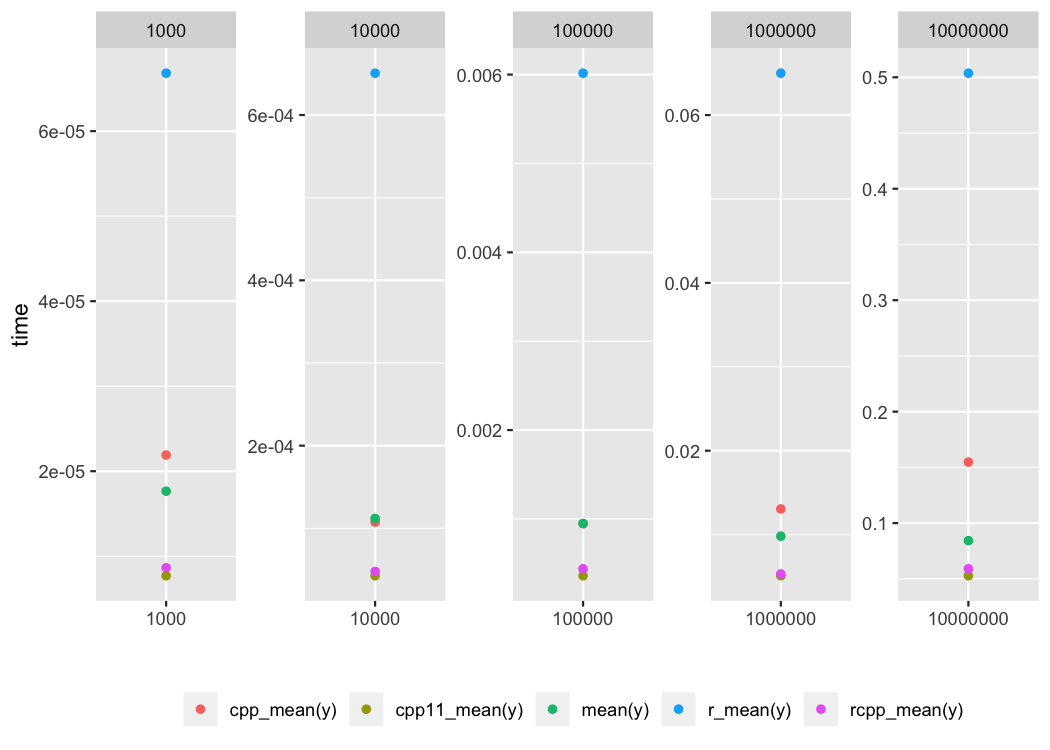 1000 10000 100000 1000000 10000000
time
6e-05
4e-05
2e-05
1000
6e-04
4e-04
2e-04
10000
0.006
0.004
0.002
100000
0.06
0.04
0.02
1000000
0.5
0.4
0.3
0.2
0.1
10000000
cpp_mean(y) cpp11_mean(y) mean(y) r_mean(y) rcpp_mean(y)